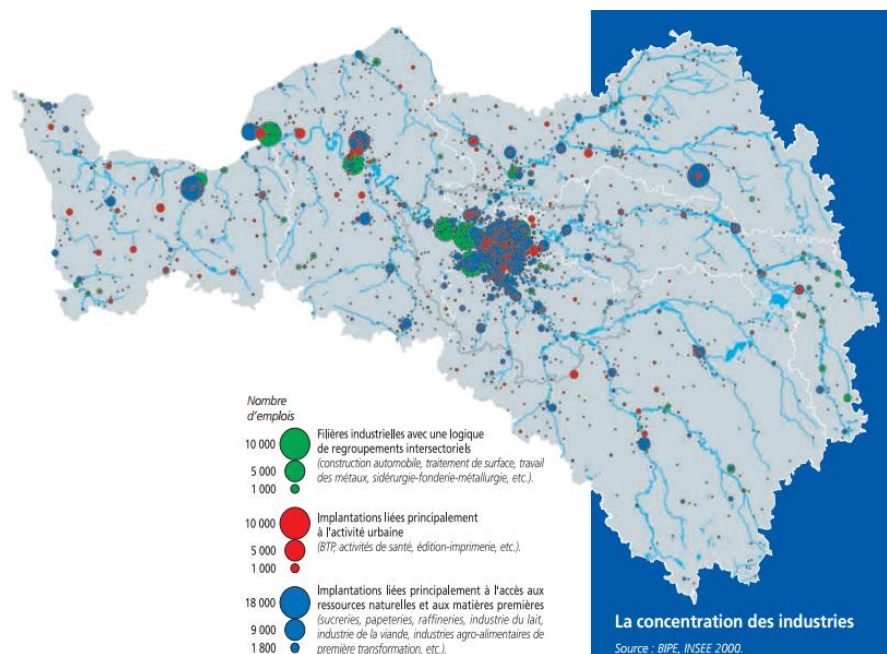 Nombre
d'emplois
10 000
5 000
1 000
Filières industrielles avec une logique
de regroupements intersectoriels
(construction automobile, traitement de surface, travail
des métaux, sidérurgie-fonderie-métallurgie, etc.).
10 000
5 000
1 000
Implantations liées principalement
à l'activité urbaine
(BTP, activités de santé, édition-imprimerie, etc.).
18 000
9 000
1 800
Implantations liées principalement à l'accès aux
ressources naturelles et aux matières premières
(sucreries, papeteries, raffineries, industrie du lait,
industrie de la viande, industries agro-alimentaires de
première transformation, etc.).
La concentration des industries
Source : BIPE, INSEE 2000.